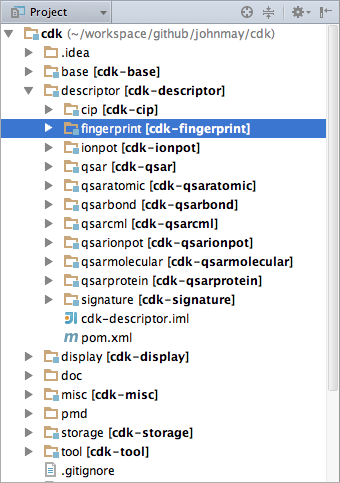 Project
cdk (~/workspace/github/johnmay/cdk)
.idea
base [cdk-base]
descriptor [cdk-descriptor]
cip [cdk-cip]
fingerprint [cdk-fingerprint]
ionpot [cdk-ionpot]
qsar [cdk-qsar]
qsaratomic [cdk-qsaratomic]
qsarbond [cdk-qsarbond]
qsarcml [cdk-qsarcml]
qsarionpot [cdk-qsarionpot]
qsarmolecular [cdk-qsarmolecular]
qsarprotein [cdk-qsarprotein]
signature [cdk-signature]
cdk-descriptor.iml
pom.xml
display [cdk-display]
doc
misc [cdk-misc]
pmd
storage [cdk-storage]
tool [cdk-tool]
.gitignore